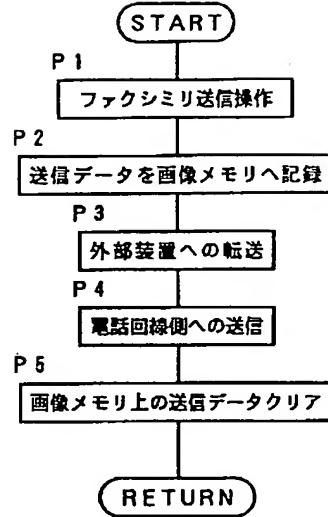 START
P1
ファクシミリ送信操作
P2
送信データを画像メモリへ記録
P3
外部装置への転送
P4
電話回線側への送信
P5
画像メモリ上の送信データクリア
RETURN